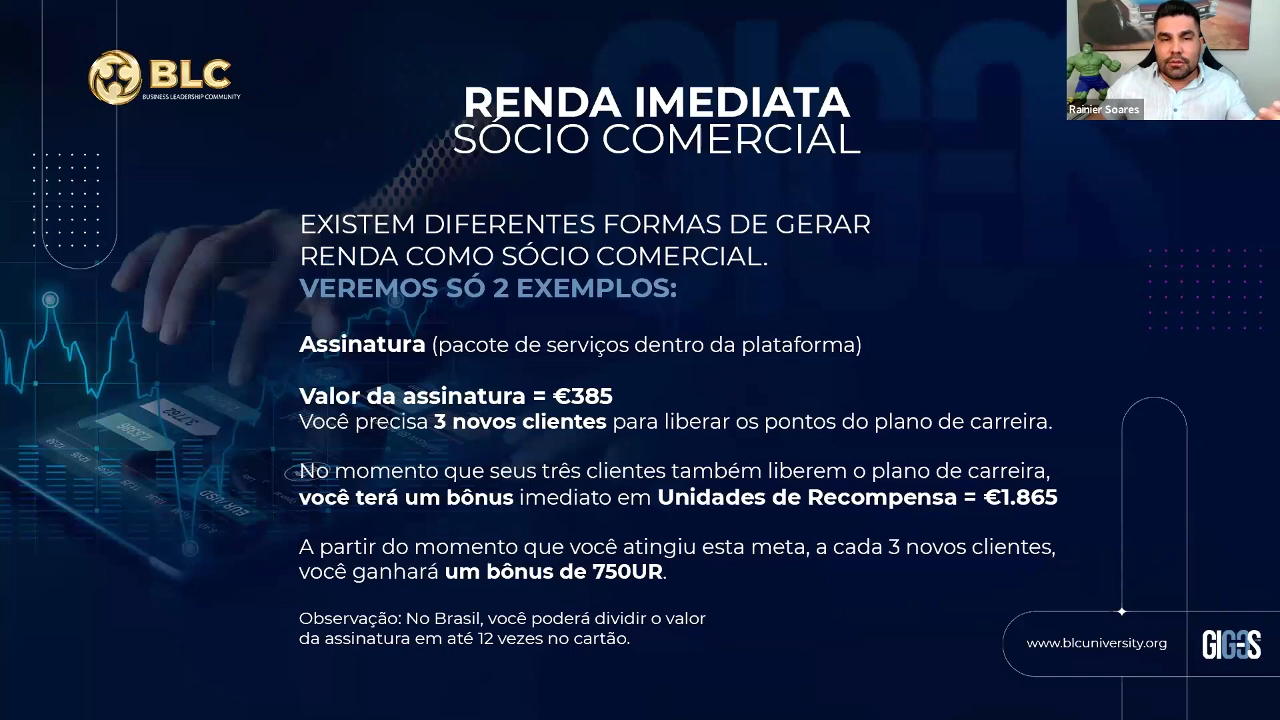 BLC
BUSINESS LEADERSHIP COMMUNITY
RENDA IMEDIATA
SÓCIO COMERCIAL
Rainier Soares
EXISTEM DIFERENTES FORMAS DE GERAR
RENDA COMO SÓCIO COMERCIAL.
VEREMOS SÓ 2 EXEMPLOS:
Assinatura (pacote de serviços dentro da plataforma)
Valor da assinatura = €385
Você precisa 3 novos clientes para liberar os pontos do plano de carreira.
No momento que seus três clientes também liberem o plano de carreira,
você terá um bônus imediato em Unidades de Recompensa = €1.865
A partir do momento que você atingiu esta meta, a cada 3 novos clientes,
você ganhará um bônus de 750UR.
Observação: No Brasil, você poderá dividir o valor
da assinatura em até 12 vezes no cartão.
www.blcuniversity.org